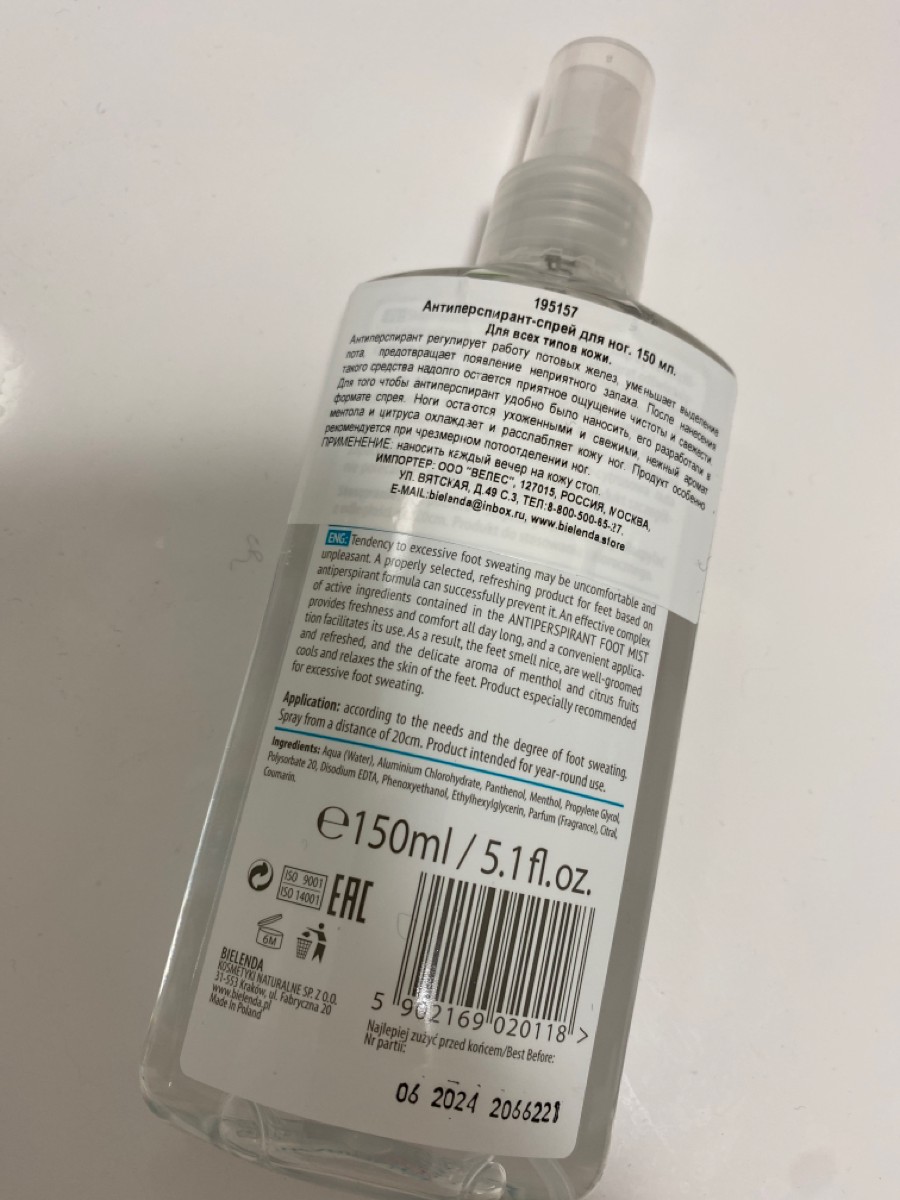 195157
Антиперспирант-спрей для ног. 150 мл.
Для всех типов кожи.
Антиперспирант регулирует работу потовых желез, уменьшает выделение
пота, предотвращает появление неприятного запаха. После нанесения
такого средства надолго остается приятное ощущение чистоты и свежести
Для того чтобы антиперспирант удобно было наносить, его разработали в
формате спрея. Ноги остаются ухоженными и свежими, нежный аромат
ментола и цитруса охлаждает и расслабляет кожу ног. Продукт особенно
рекомендуется при чрезмерном потоотделении ног.
ПРИМЕНЕНИЕ: наносить каждый вечер на кожу стоп.
ИМПОРТЕР: ООО "ВЕЛЕС", 127015, РОССИЯ, МОСКВА,
УЛ. ВЯТСКАЯ, Д.49 С.3, ТЕЛ:8-800-500-65-27.
E-MAIL:bielenda@inbox.ru, www.bielenda.store
ENG: Tendency to excessive foot sweating may be uncomfortable and
unpleasant. A properly selected, refreshing product for feet based on
antiperspirant formula can successfully prevent it. An effective complex
of active ingredients contained in the ANTIPERSPIRANT FOOT MIST
provides freshness and comfort all day long, and a convenient applica-
tion facilitates its use. As a result, the feet smell nice, are well-groomed
and refreshed, and the delicate aroma of menthol and citrus fruits
cools and relaxes the skin of the feet. Product especially recommended
for excessive foot sweating.
Application: according to the needs and the degree of foot sweating.
Spray from a distance of 20cm. Product intended for year-round use.
Ingredients: Aqua (Water), Aluminium Chlorohydrate, Panthenol, Menthol, Propylene Glycol,
Polysorbate 20, Disodium EDTA, Phenoxyethanol, Ethylhexylglycerin, Parfum (Fragrance), Citral,
Coumarin.
℮150ml / 5.1fl.oz.
ISO 9001
ISO 14001
EAC
6M
BIELENDA
KOSMETYKI NATURALNE SP. Z O.O.
31-553 Kraków, ul. Fabryczna 20
www.bielenda.pl
Made in Poland
5 902169 020118 >
Najlepiej zużyć przed końcem/Best Before:
Nr partii:
06 2024 2066228